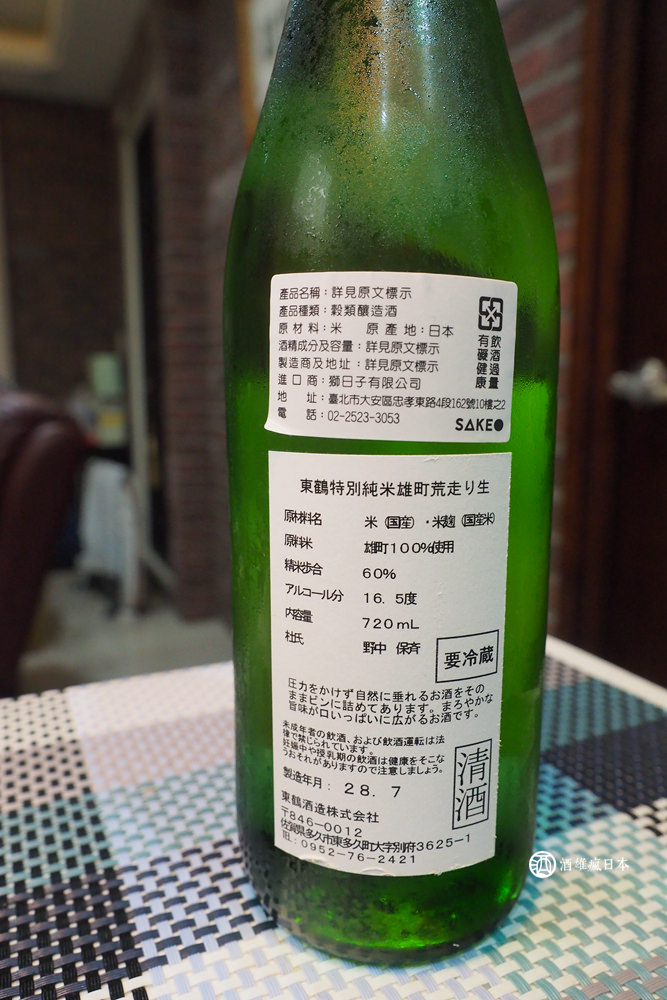 產品名稱：詳見原文標示
產品種類：穀類釀造酒
原 材 料：米　原 產 地：日本
酒精成分及容量：詳見原文標示
製造商及地址：詳見原文標示
進 口 商：獅日子有限公司
地　　址：臺北市大安區忠孝東路4段162號10樓之2
電　　話：02-2523-3053
飲酒過量
有礙健康
SAKE
東鶴特別純米雄町荒走り生
原材料名　米（国産）・米麹（国産米）
原料米　雄町100%使用
精米歩合　60%
アルコール分　16.5度
内容量　720mL
杜氏　野中 保斉
要冷蔵
圧力をかけず自然に垂れるお酒をその
ままビンに詰めてあります。まろやかな
旨味が口いっぱいに広がるお酒です。
未成年者の飲酒、および飲酒運転は法
律で禁じられています。
妊娠中や授乳期の飲酒は健康をそこな
うおそれがありますので注意しましょう。
製造年月：28.7
清酒
東鶴酒造株式会社
〒846-0012
佐賀県多久市東多久町大字別府3625-1
TEL：0952-76-2421
酒雄瘋日本